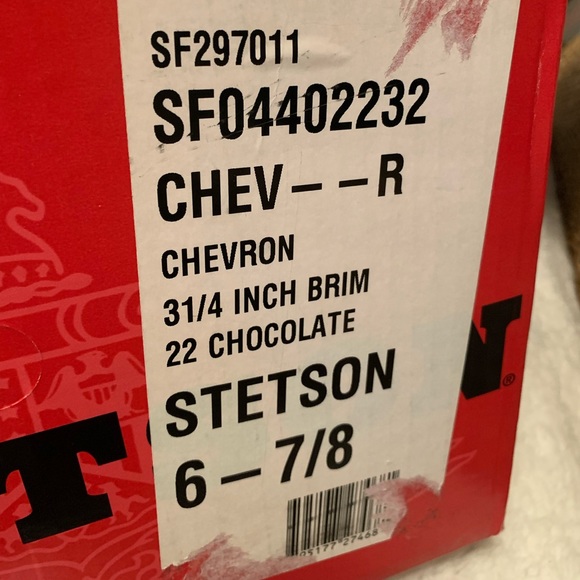 SF297011
SF04402232
CHEV – – R
CHEVRON
31/4 INCH BRIM
22 CHOCOLATE
STETSON
6 – 7/8